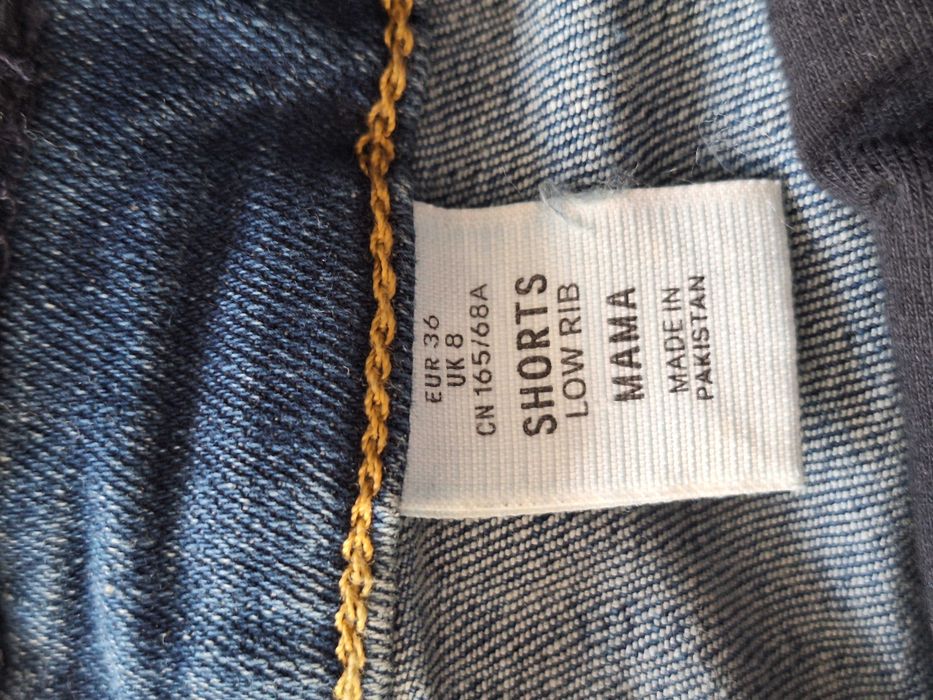 EUR 36
UK 8
CN 165/68A
SHORTS
LOW RIB
MAMA
MADE IN
PAKISTAN